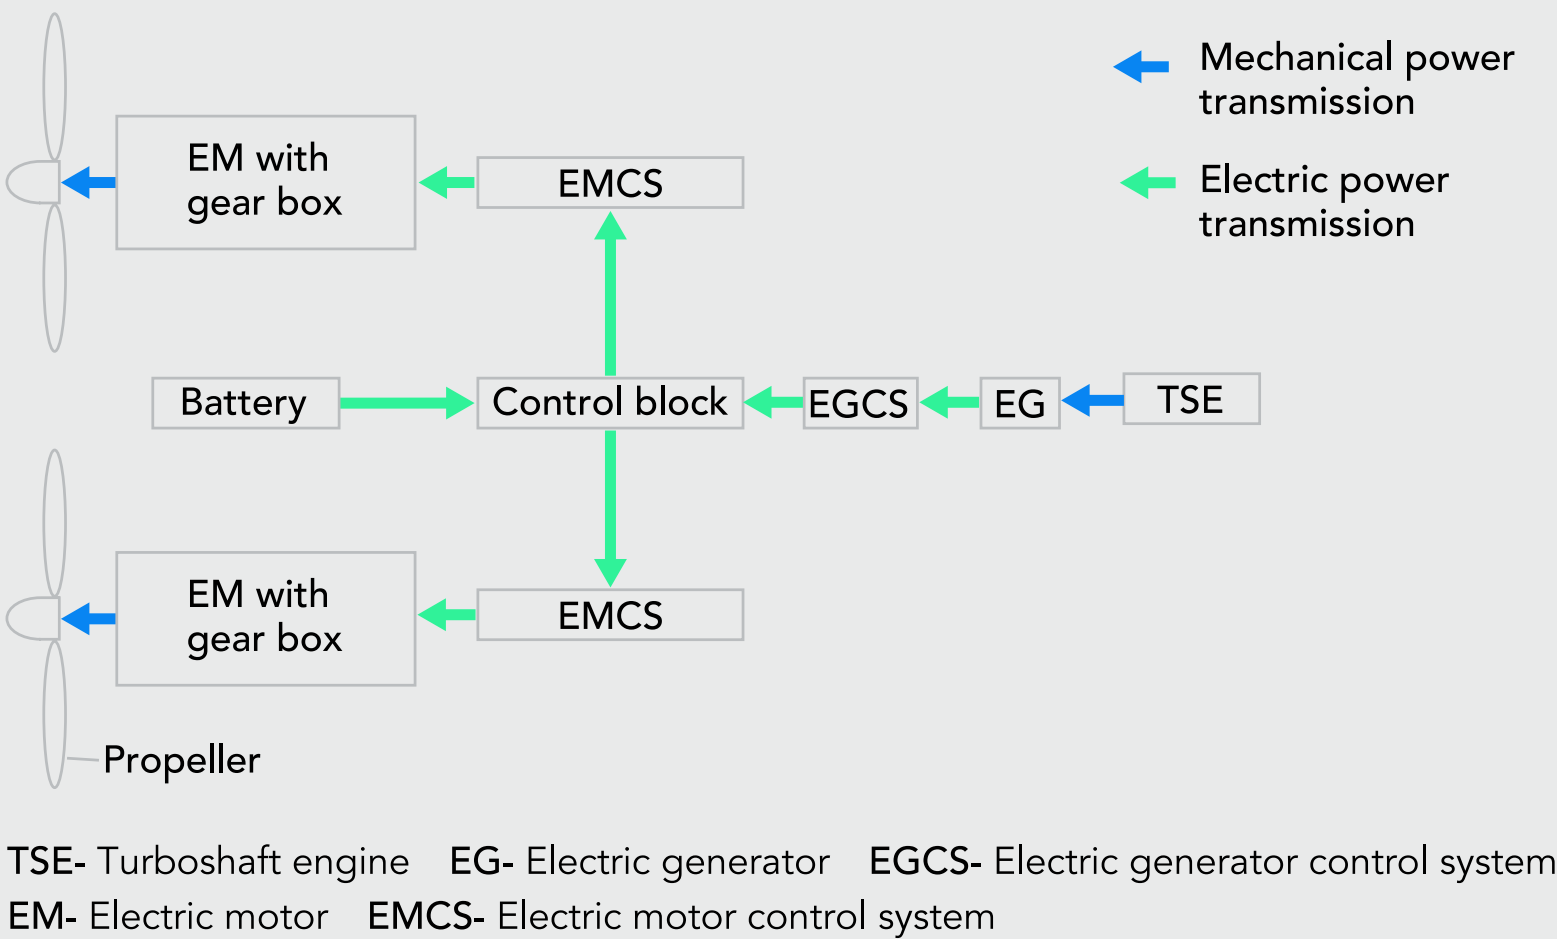 Mechanical power
transmission
Electric power
transmission
EM with
gear box
EMCS
Battery
Control block
EGCS
EG
TSE
EM with
gear box
EMCS
Propeller
TSE- Turboshaft engine EG- Electric generator EGCS- Electric generator control system
EM- Electric motor EMCS- Electric motor control system